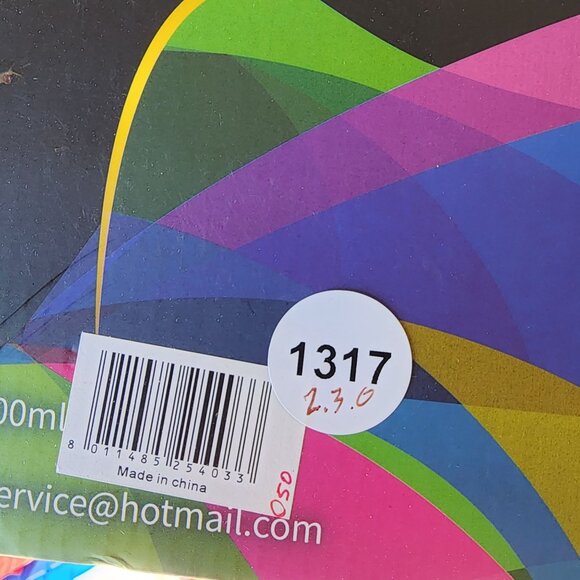 1317
2.3.0
00ml
8 011485 254033
Made in china
050
ervice@hotmail.com